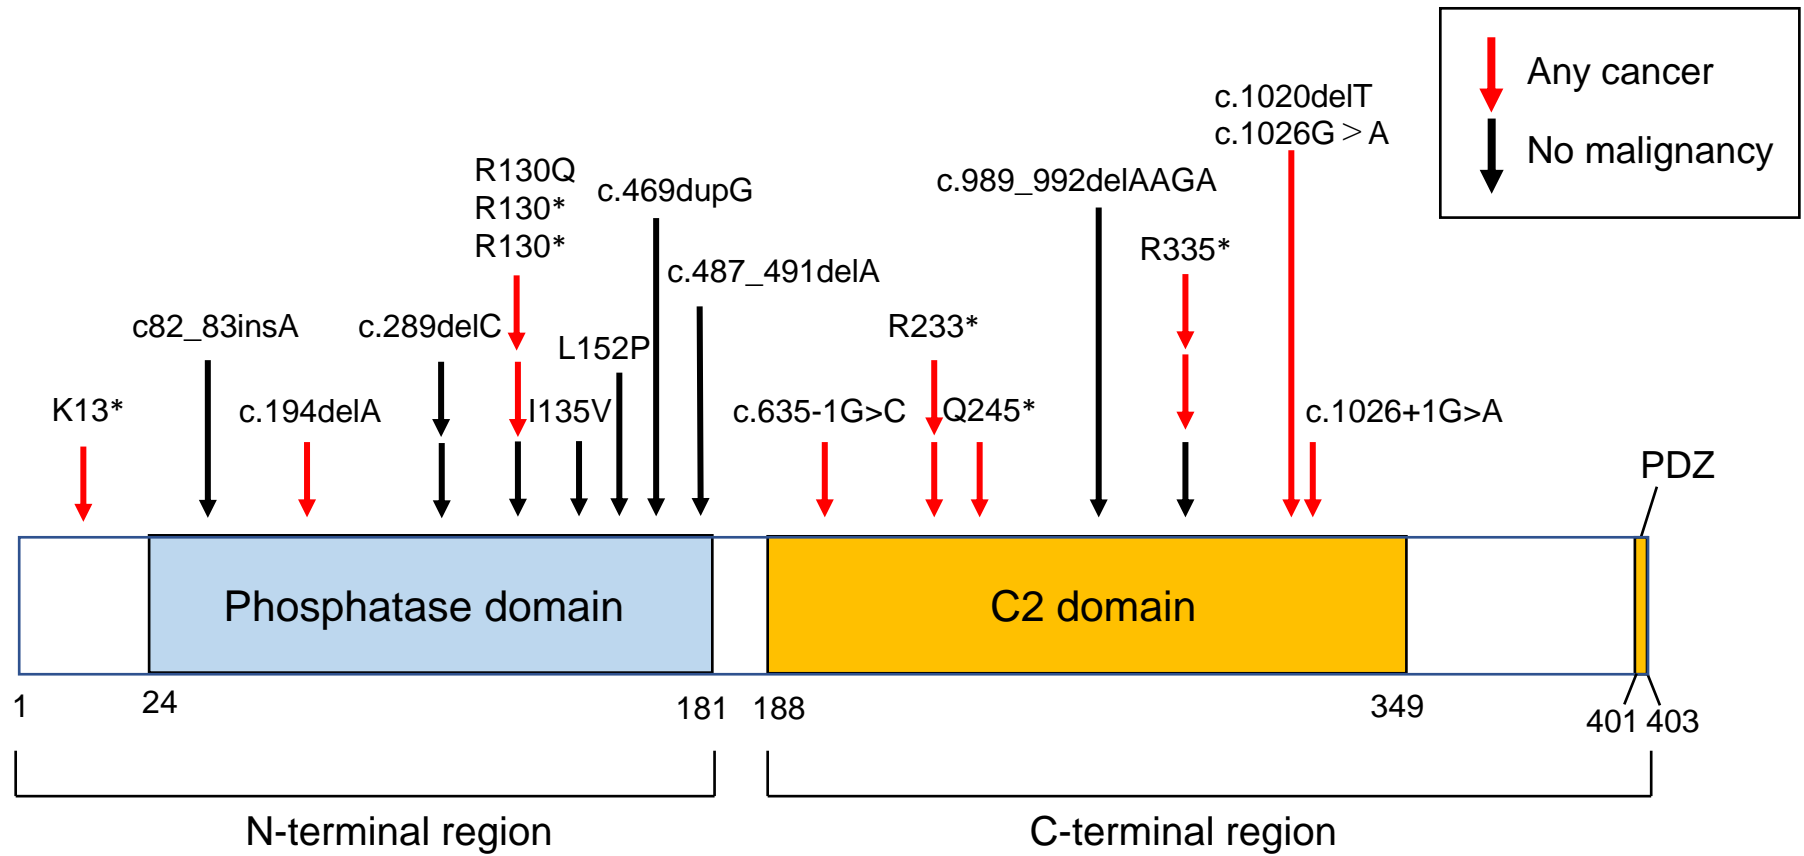 Any cancer
No malignancy
c.1020delT
c.1026G＞A
R130Q
R130*
R130*
c.469dupG
c.989_992delAAGA
R335*
c.487_491delA
c82_83insA
c.289delC
L152P
R233*
K13*
c.194delA
I135V
c.635-1G>C
Q245*
c.1026+1G>A
PDZ
Phosphatase domain
C2 domain
1
24
181
188
349
401
403
N-terminal region
C-terminal region